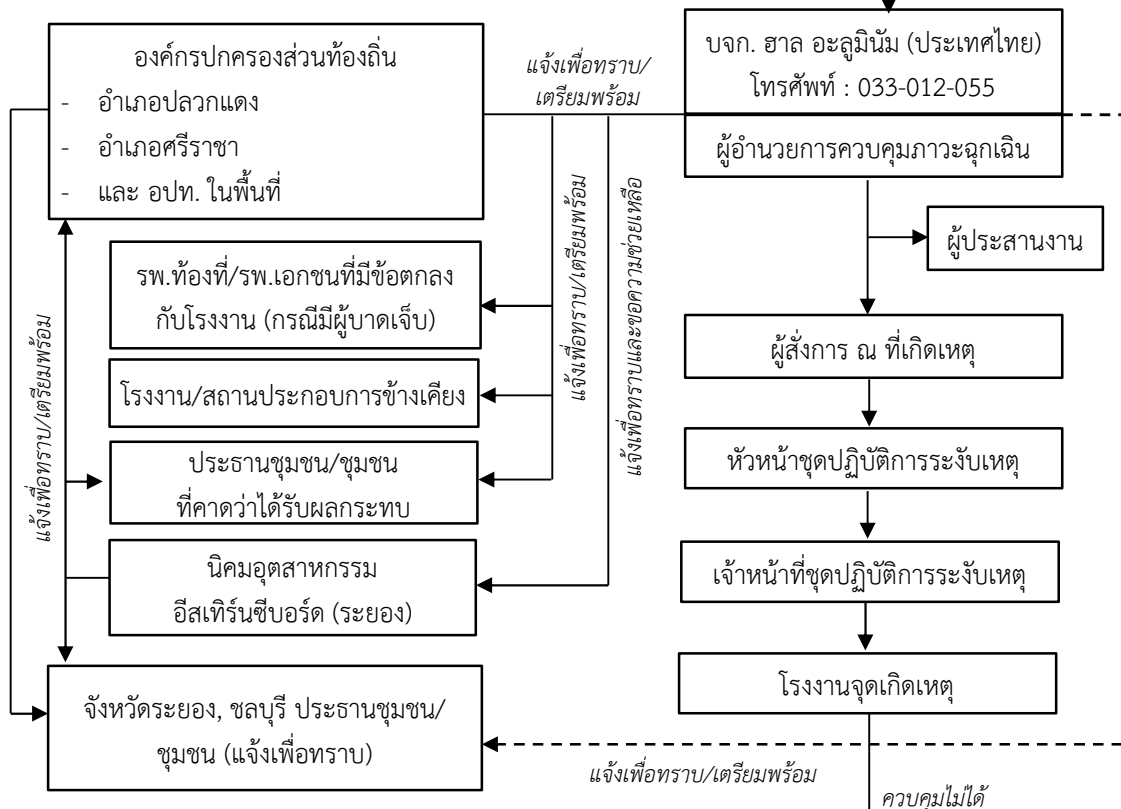 องค์กรปกครองส่วนท้องถิ่น
- อำเภอปลวกแดง
- อำเภอศรีราชา
- และ อปท. ในพื้นที่
แจ้งเพื่อทราบ/
เตรียมพร้อม
บจก. ฮาล อะลูมินัม (ประเทศไทย)
โทรศัพท์ : 033-012-055
ผู้อำนวยการควบคุมภาวะฉุกเฉิน
ผู้ประสานงาน
รพ.ท้องที่/รพ.เอกชนที่มีข้อตกลง
กับโรงงาน (กรณีมีผู้บาดเจ็บ)
แจ้งเพื่อทราบ/เตรียมพร้อม
แจ้งเพื่อทราบและขอความช่วยเหลือ
แจ้งเพื่อทราบ/เตรียมพร้อม
ผู้สั่งการ ณ ที่เกิดเหตุ
โรงงาน/สถานประกอบการข้างเคียง
ประธานชุมชน/ชุมชน
ที่คาดว่าได้รับผลกระทบ
หัวหน้าชุดปฏิบัติการระงับเหตุ
นิคมอุตสาหกรรม
อีสเทิร์นซีบอร์ด (ระยอง)
เจ้าหน้าที่ชุดปฏิบัติการระงับเหตุ
โรงงานจุดเกิดเหตุ
จังหวัดระยอง, ชลบุรี ประธานชุมชน/
ชุมชน (แจ้งเพื่อทราบ)
แจ้งเพื่อทราบ/เตรียมพร้อม
ควบคุมไม่ได้